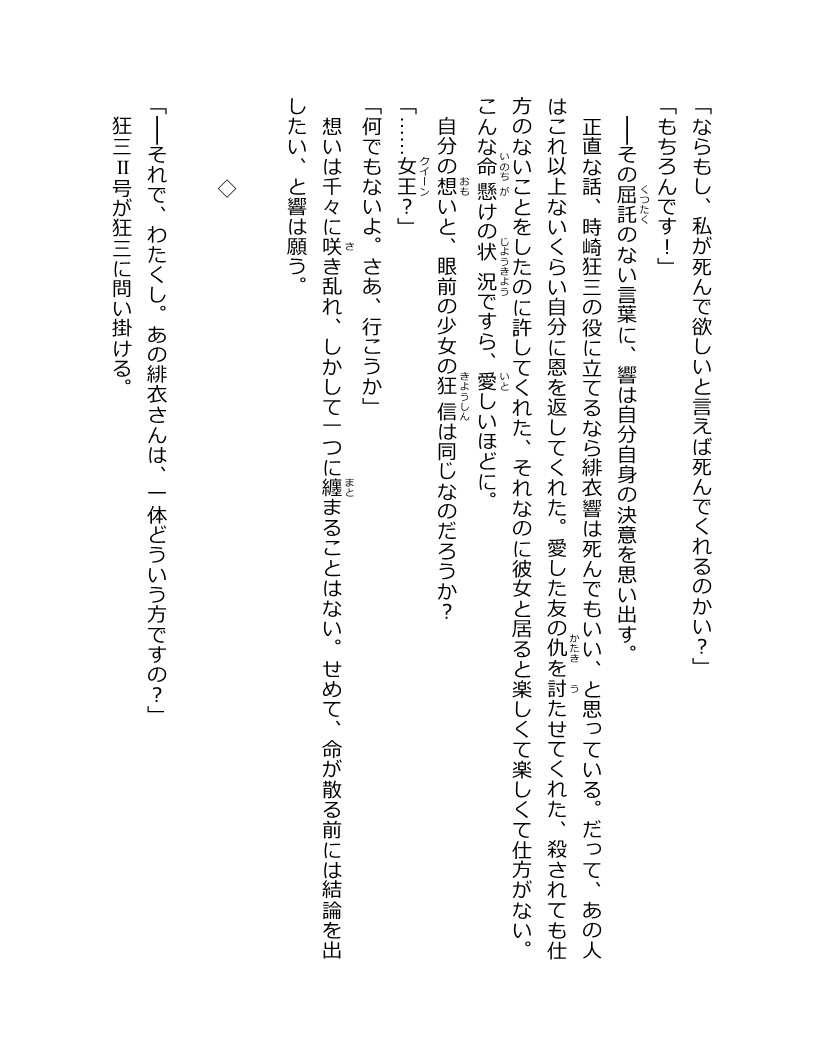 「ならもし、私が死んで欲しいと言えば死んでくれるのかい？」
「もちろんです！」
――その屈託のない言葉に、響は自分自身の決意を思い出す。
正直な話、時崎狂三の役に立てるなら緋衣響は死んでもいい、と思っている。だって、あの人
はこれ以上ないくらい自分に恩を返してくれた。愛した友の仇を討たせてくれた、殺されても仕
方のないことをしたのに許してくれた、それなのに彼女と居ると楽しくて楽しくて仕方がない。
こんな命懸けの状況ですら、愛しいほどに。
自分の想いと、眼前の少女の狂信は同じなのだろうか？
「……女王？」
「何でもないよ。さあ、行こうか」
想いは千々に咲き乱れ、しかして一つに纏まることはない。せめて、命が散る前には結論を出
したい、と響は願う。
◇
「――それで、わたくし。あの緋衣さんは、一体どういう方ですの？」
狂三Ⅱ号が狂三に問い掛ける。